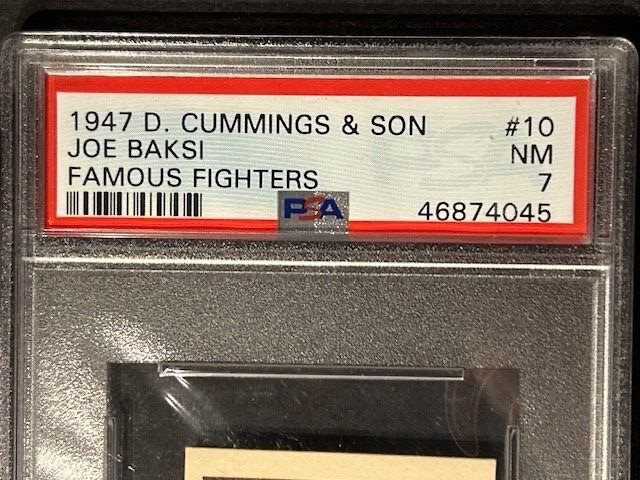 1947 D. CUMMINGS & SON #10
JOE BAKSI NM
FAMOUS FIGHTERS 7
PSA 46874045